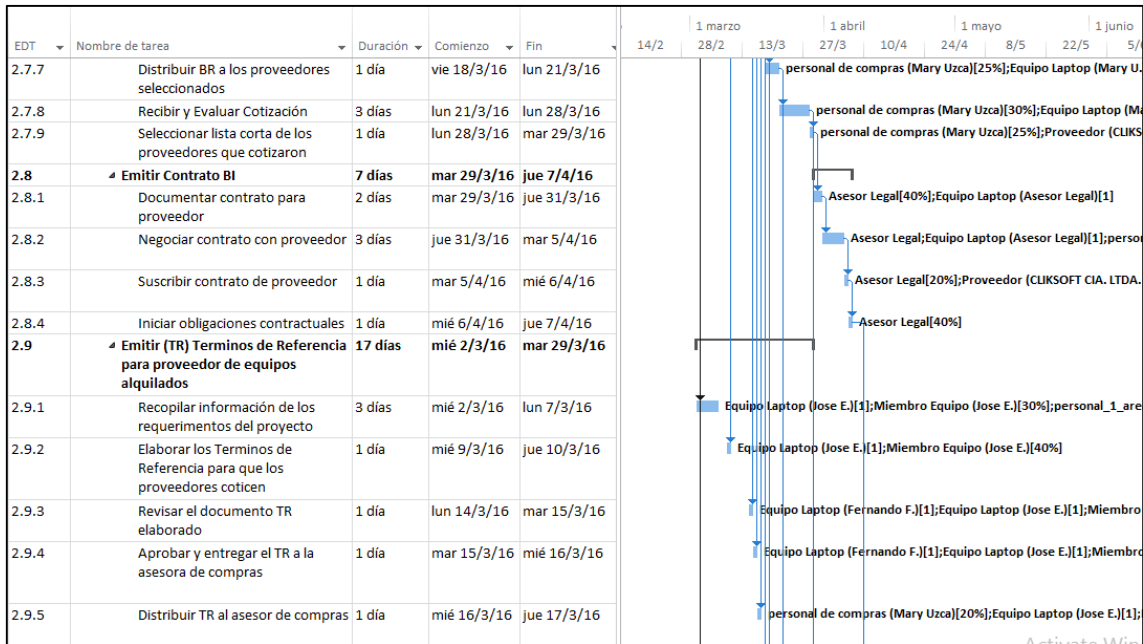 1 marzo 1 abril 1 mayo 1 junio
EDT Nombre de tarea Duración Comienzo Fin 14/2 28/2 13/3 27/3 10/4 24/4 8/5 22/5 5/6
2.7.7 Distribuir BR a los proveedores 1 día vie 18/3/16 lun 21/3/16 personal de compras (Mary Uzca)[25%];Equipo Laptop (Mary U.
seleccionados
2.7.8 Recibir y Evaluar Cotización 3 días lun 21/3/16 lun 28/3/16 personal de compras (Mary Uzca)[30%];Equipo Laptop (Ma
2.7.9 Seleccionar lista corta de los 1 día lun 28/3/16 mar 29/3/16 personal de compras (Mary Uzca)[25%];Proveedor (CLIKS
proveedores que cotizaron
2.8 Emitir Contrato BI 7 días mar 29/3/16 jue 7/4/16
2.8.1 Documentar contrato para 2 días mar 29/3/16 jue 31/3/16 Asesor Legal[40%];Equipo Laptop (Asesor Legal)[1]
proveedor
2.8.2 Negociar contrato con proveedor 3 días jue 31/3/16 mar 5/4/16 Asesor Legal;Equipo Laptop (Asesor Legal)[1];person
2.8.3 Suscribir contrato de proveedor 1 día mar 5/4/16 mié 6/4/16 Asesor Legal[20%];Proveedor (CLIKSOFT CIA. LTDA.
2.8.4 Iniciar obligaciones contractuales 1 día mié 6/4/16 jue 7/4/16 Asesor Legal[40%]
2.9 Emitir (TR) Terminos de Referencia 17 días mié 2/3/16 mar 29/3/16
para proveedor de equipos
alquilados
2.9.1 Recopilar información de los 3 días mié 2/3/16 lun 7/3/16 Equipo Laptop (Jose E.)[1];Miembro Equipo (Jose E.)[30%];personal_1_are
requerimentos del proyecto
2.9.2 Elaborar los Terminos de 1 día mié 9/3/16 jue 10/3/16 Equipo Laptop (Jose E.)[1];Miembro Equipo (Jose E.)[40%]
Referencia para que los
proveedores coticen
2.9.3 Revisar el documento TR 1 día lun 14/3/16 mar 15/3/16 Equipo Laptop (Fernando F.)[1];Equipo Laptop (Jose E.)[1];Miembro
elaborado
2.9.4 Aprobar y entregar el TR a la 1 día mar 15/3/16 mié 16/3/16 Equipo Laptop (Fernando F.)[1];Equipo Laptop (Jose E.)[1];Miembro
asesora de compras
2.9.5 Distribuir TR al asesor de compras 1 día mié 16/3/16 jue 17/3/16 personal de compras (Mary Uzca)[20%];Equipo Laptop (Jose E.)[1];